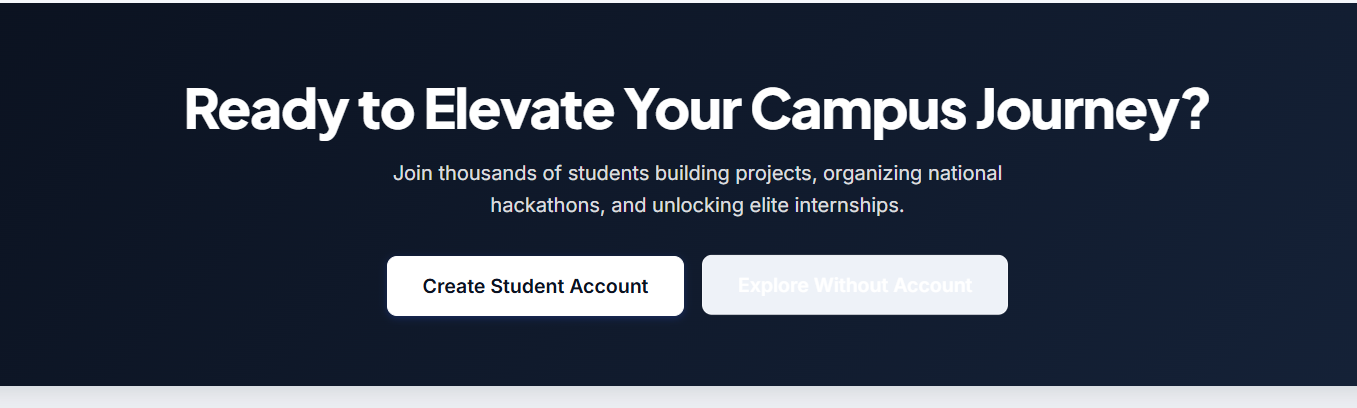 Ready to Elevate Your Campus Journey?
Join thousands of students building projects, organizing national
hackathons, and unlocking elite internships.
Create Student Account
Explore Without Account